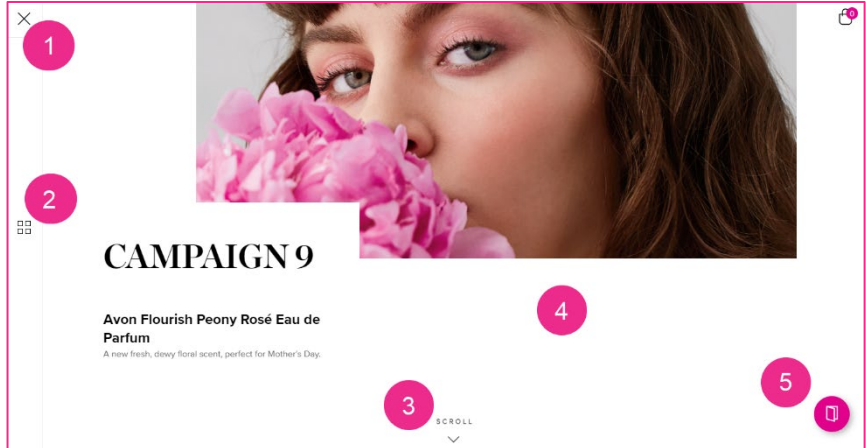 0
1
2
CAMPAIGN 9
Avon Flourish Peony Rosé Eau de
Parfum
A new fresh, dewy floral scent, perfect for Mother's Day.
4
5
3
SCROLL